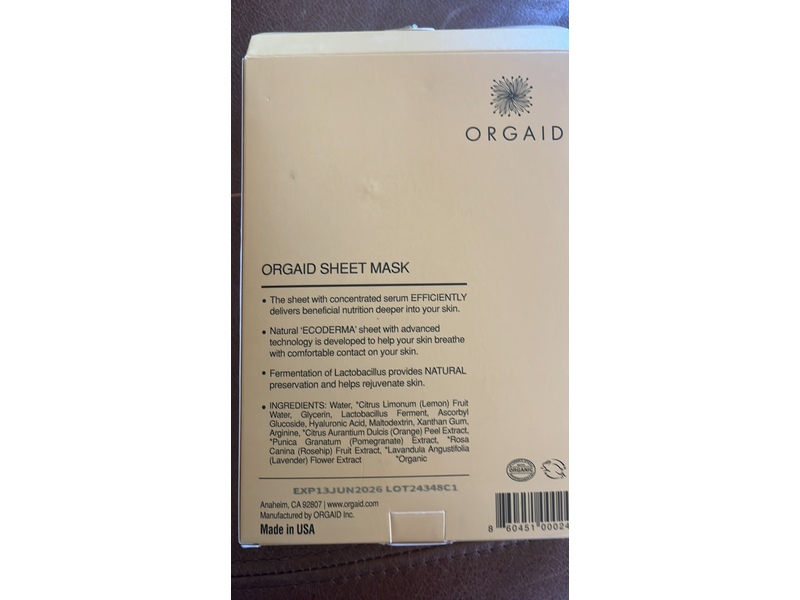 ORGAID
ORGAID SHEET MASK
• The sheet with concentrated serum EFFICIENTLY
delivers beneficial nutrition deeper into your skin.
• Natural 'ECODERMA' sheet with advanced
technology is developed to help your skin breathe
with comfortable contact on your skin.
• Fermentation of Lactobacillus provides NATURAL
preservation and helps rejuvenate skin.
• INGREDIENTS: Water, *Citrus Limonum (Lemon) Fruit
Water, Glycerin, Lactobacillus Ferment, Ascorbyl
Glucoside, Hyaluronic Acid, Maltodextrin, Xanthan Gum,
Arginine, *Citrus Aurantium Dulcis (Orange) Peel Extract,
*Punica Granatum (Pomegranate) Extract, *Rosa
Canina (Rosehip) Fruit Extract, *Lavandula Angustifolia
(Lavender) Flower Extract *Organic
EXP13JUN2026 LOT24348C1
Anaheim, CA 92807 | www.orgaid.com
Manufactured by ORGAID Inc.
Made in USA
ORGANIC
8 60451 00024